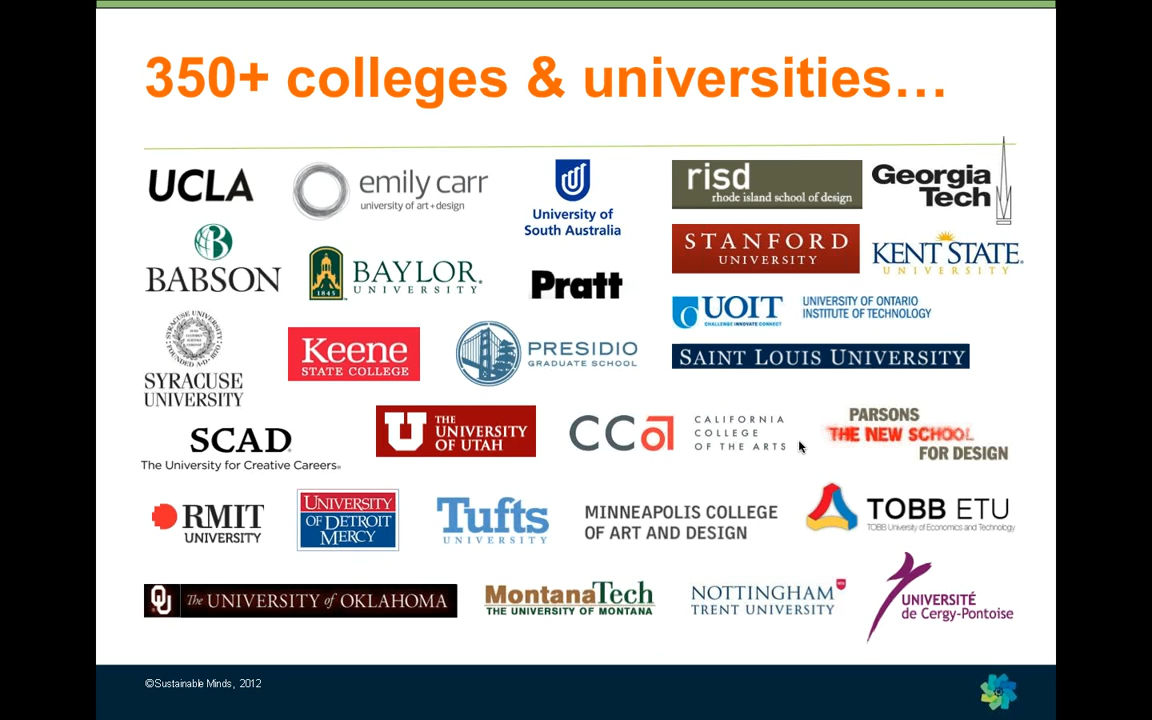 350+ colleges & universities…
UCLA
emily carr
university of art+design
University of
South Australia
risd
rhode island school of design
Georgia
Tech
B
BABSON
1845
BAYLOR
UNIVERSITY®
Pratt
STANFORD
UNIVERSITY
KENT STATE®
UNIVERSITY
UOIT
CHALLENGE INNOVATE CONNECT
UNIVERSITY OF ONTARIO
INSTITUTE OF TECHNOLOGY
SYRACUSE
UNIVERSITY
Keene
STATE COLLEGE
PRESIDIO
GRADUATE SCHOOL
SAINT LOUIS UNIVERSITY
SCAD®
The University for Creative Careers®
U
THE
UNIVERSITY
OF UTAH
CCa
CALIFORNIA
COLLEGE
OF THE ARTS
PARSONS
THE NEW SCHOOL
FOR DESIGN
RMIT
UNIVERSITY
UNIVERSITY
OF DETROIT
MERCY
Tufts
UNIVERSITY
MINNEAPOLIS COLLEGE
OF ART AND DESIGN
TOBB ETU
TOBB University of Economics and Technology
OU
The UNIVERSITY of OKLAHOMA
MontanaTech
THE UNIVERSITY OF MONTANA
NOTTINGHAM
TRENT UNIVERSITY
UNIVERSITÉ
de Cergy-Pontoise
©Sustainable Minds, 2012